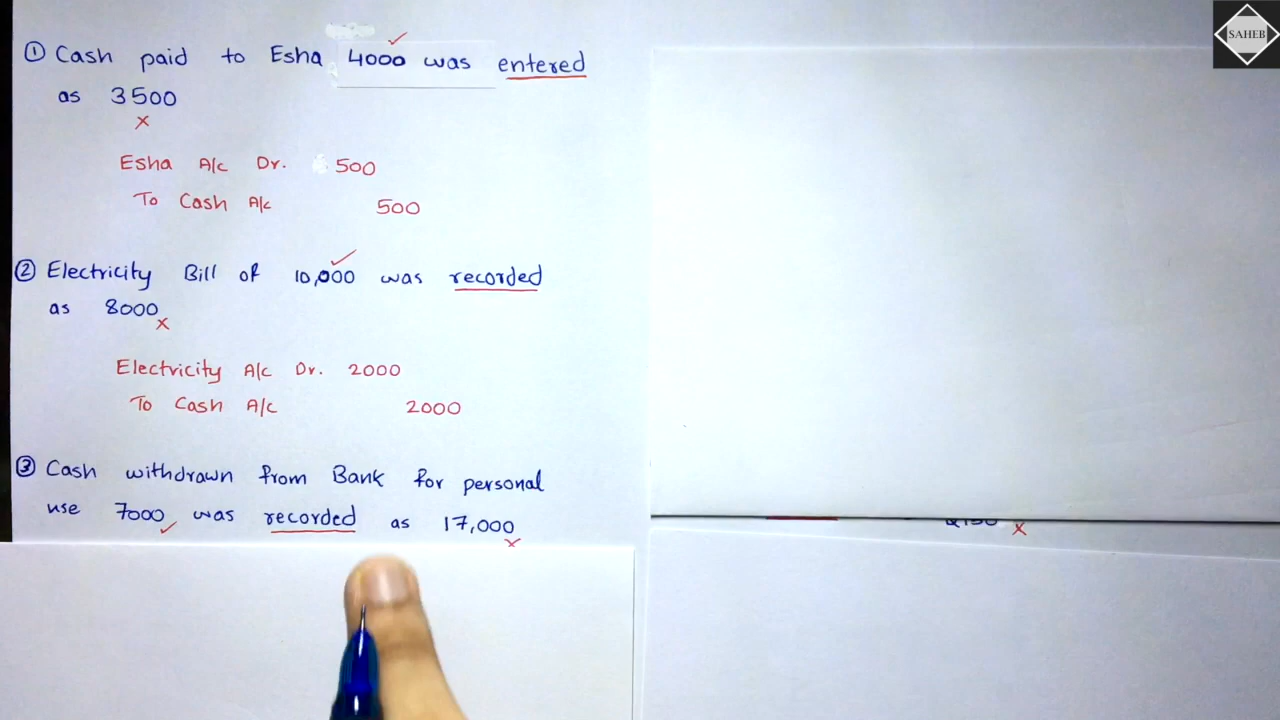 ① Cash paid to Esha 4000 ✓ was entered
as 3500
x
Esha A/c Dr. 500
To Cash A/c 500
② Electricity Bill of 10,000 ✓ was recorded
as 8000 x
Electricity A/c Dr. 2000
To Cash A/c 2000
③ Cash withdrawn from Bank for personal
use 7000 ✓ was recorded as 17,000 x
x
SAHEB